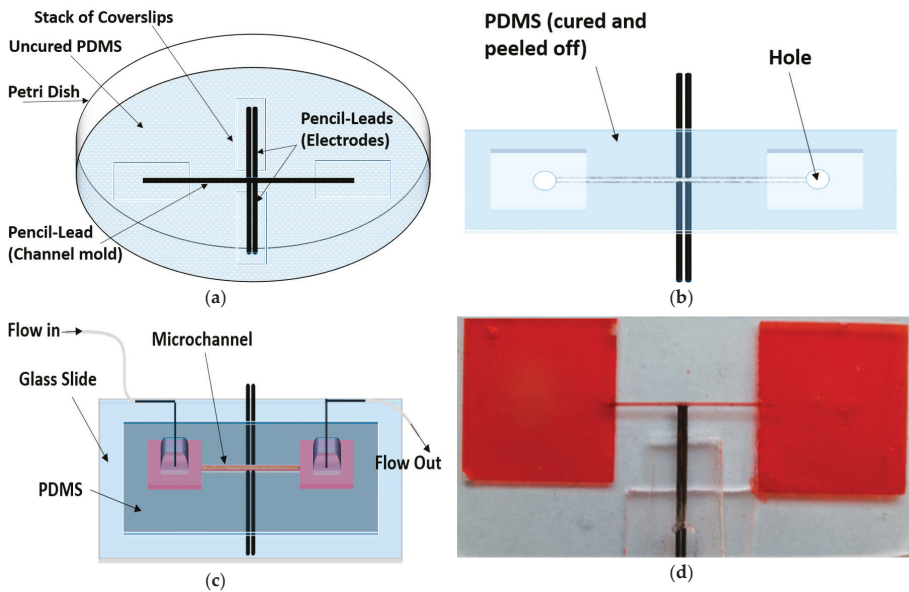 Stack of Coverslips
Uncured PDMS
Petri Dish
Pencil-Leads
(Electrodes)
Pencil-Lead
(Channel mold)
(a)
PDMS (cured and
peeled off)
Hole
(b)
Flow in
Microchannel
Glass Slide
PDMS
Flow Out
(c)
(d)